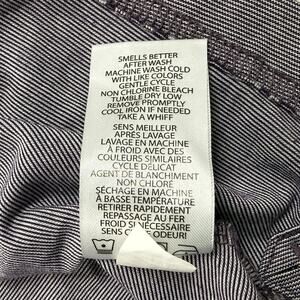 SMELLS BETTER
AFTER WASH
MACHINE WASH COLD
WITH LIKE COLORS
GENTLE CYCLE
NON CHLORINE BLEACH
TUMBLE DRY LOW
REMOVE PROMPTLY
COOL IRON IF NEEDED
TAKE A WHIFF
SENS MEILLEUR
APRÈS LAVAGE
LAVAGE EN MACHINE
À FROID AVEC DES
COULEURS SIMILAIRES
CYCLE DÉLICAT
AGENT DE BLANCHIMENT
NON CHLORÉ
SÉCHAGE EN MACHINE
À BASSE TEMPÉRATURE
RETIRER RAPIDEMENT
REPASSAGE AU FER
FROID SI NÉCESSAIRE
SENS CETTE ODEUR!